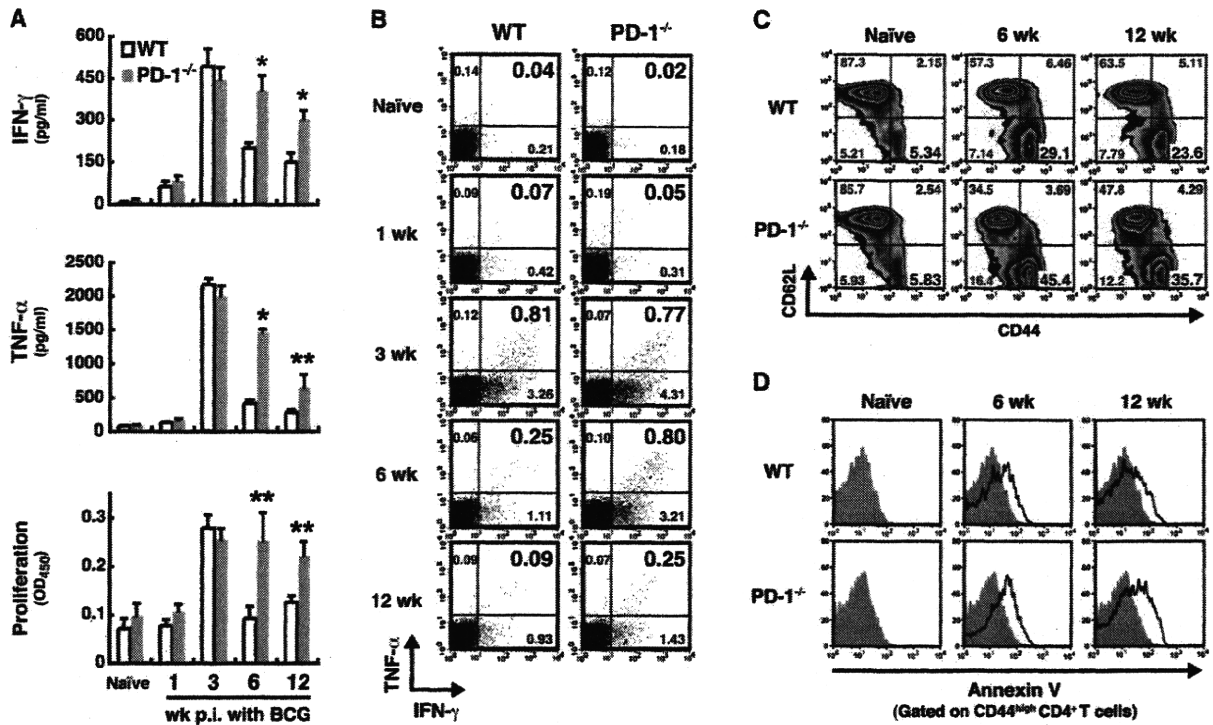 A
600
WT
PD-1-/-
450
300
150
0
IFN-γ
(pg/ml)
*
*
2500
2000
1500
1000
500
0
TNF-α
(pg/ml)
*
**
0.3
0.2
0.1
0
Proliferation
(OD450)
**
**
Naïve 1 3 6 12
wk p.i. with BCG
B
WT PD-1-/-
Naïve
0.14 0.04 0.12 0.02
0.21 0.18
1 wk
0.09 0.07 0.19 0.05
0.42 0.31
3 wk
0.12 0.81 0.07 0.77
3.26 4.31
6 wk
0.06 0.25 0.10 0.80
1.11 3.21
12 wk
0.09 0.09 0.07 0.25
0.93 1.43
TNF-α
IFN-γ
C
Naïve 6 wk 12 wk
WT
87.3 2.15 57.3 6.46 63.5 5.11
5.21 5.34 7.14 29.1 7.79 23.6
PD-1-/-
85.7 2.54 34.5 3.69 47.8 4.29
5.93 5.83 16.4 45.4 12.2 35.7
CD62L
CD44
D
Naïve 6 wk 12 wk
WT
PD-1-/-
Annexin V
(Gated on CD44high CD4+ T cells)